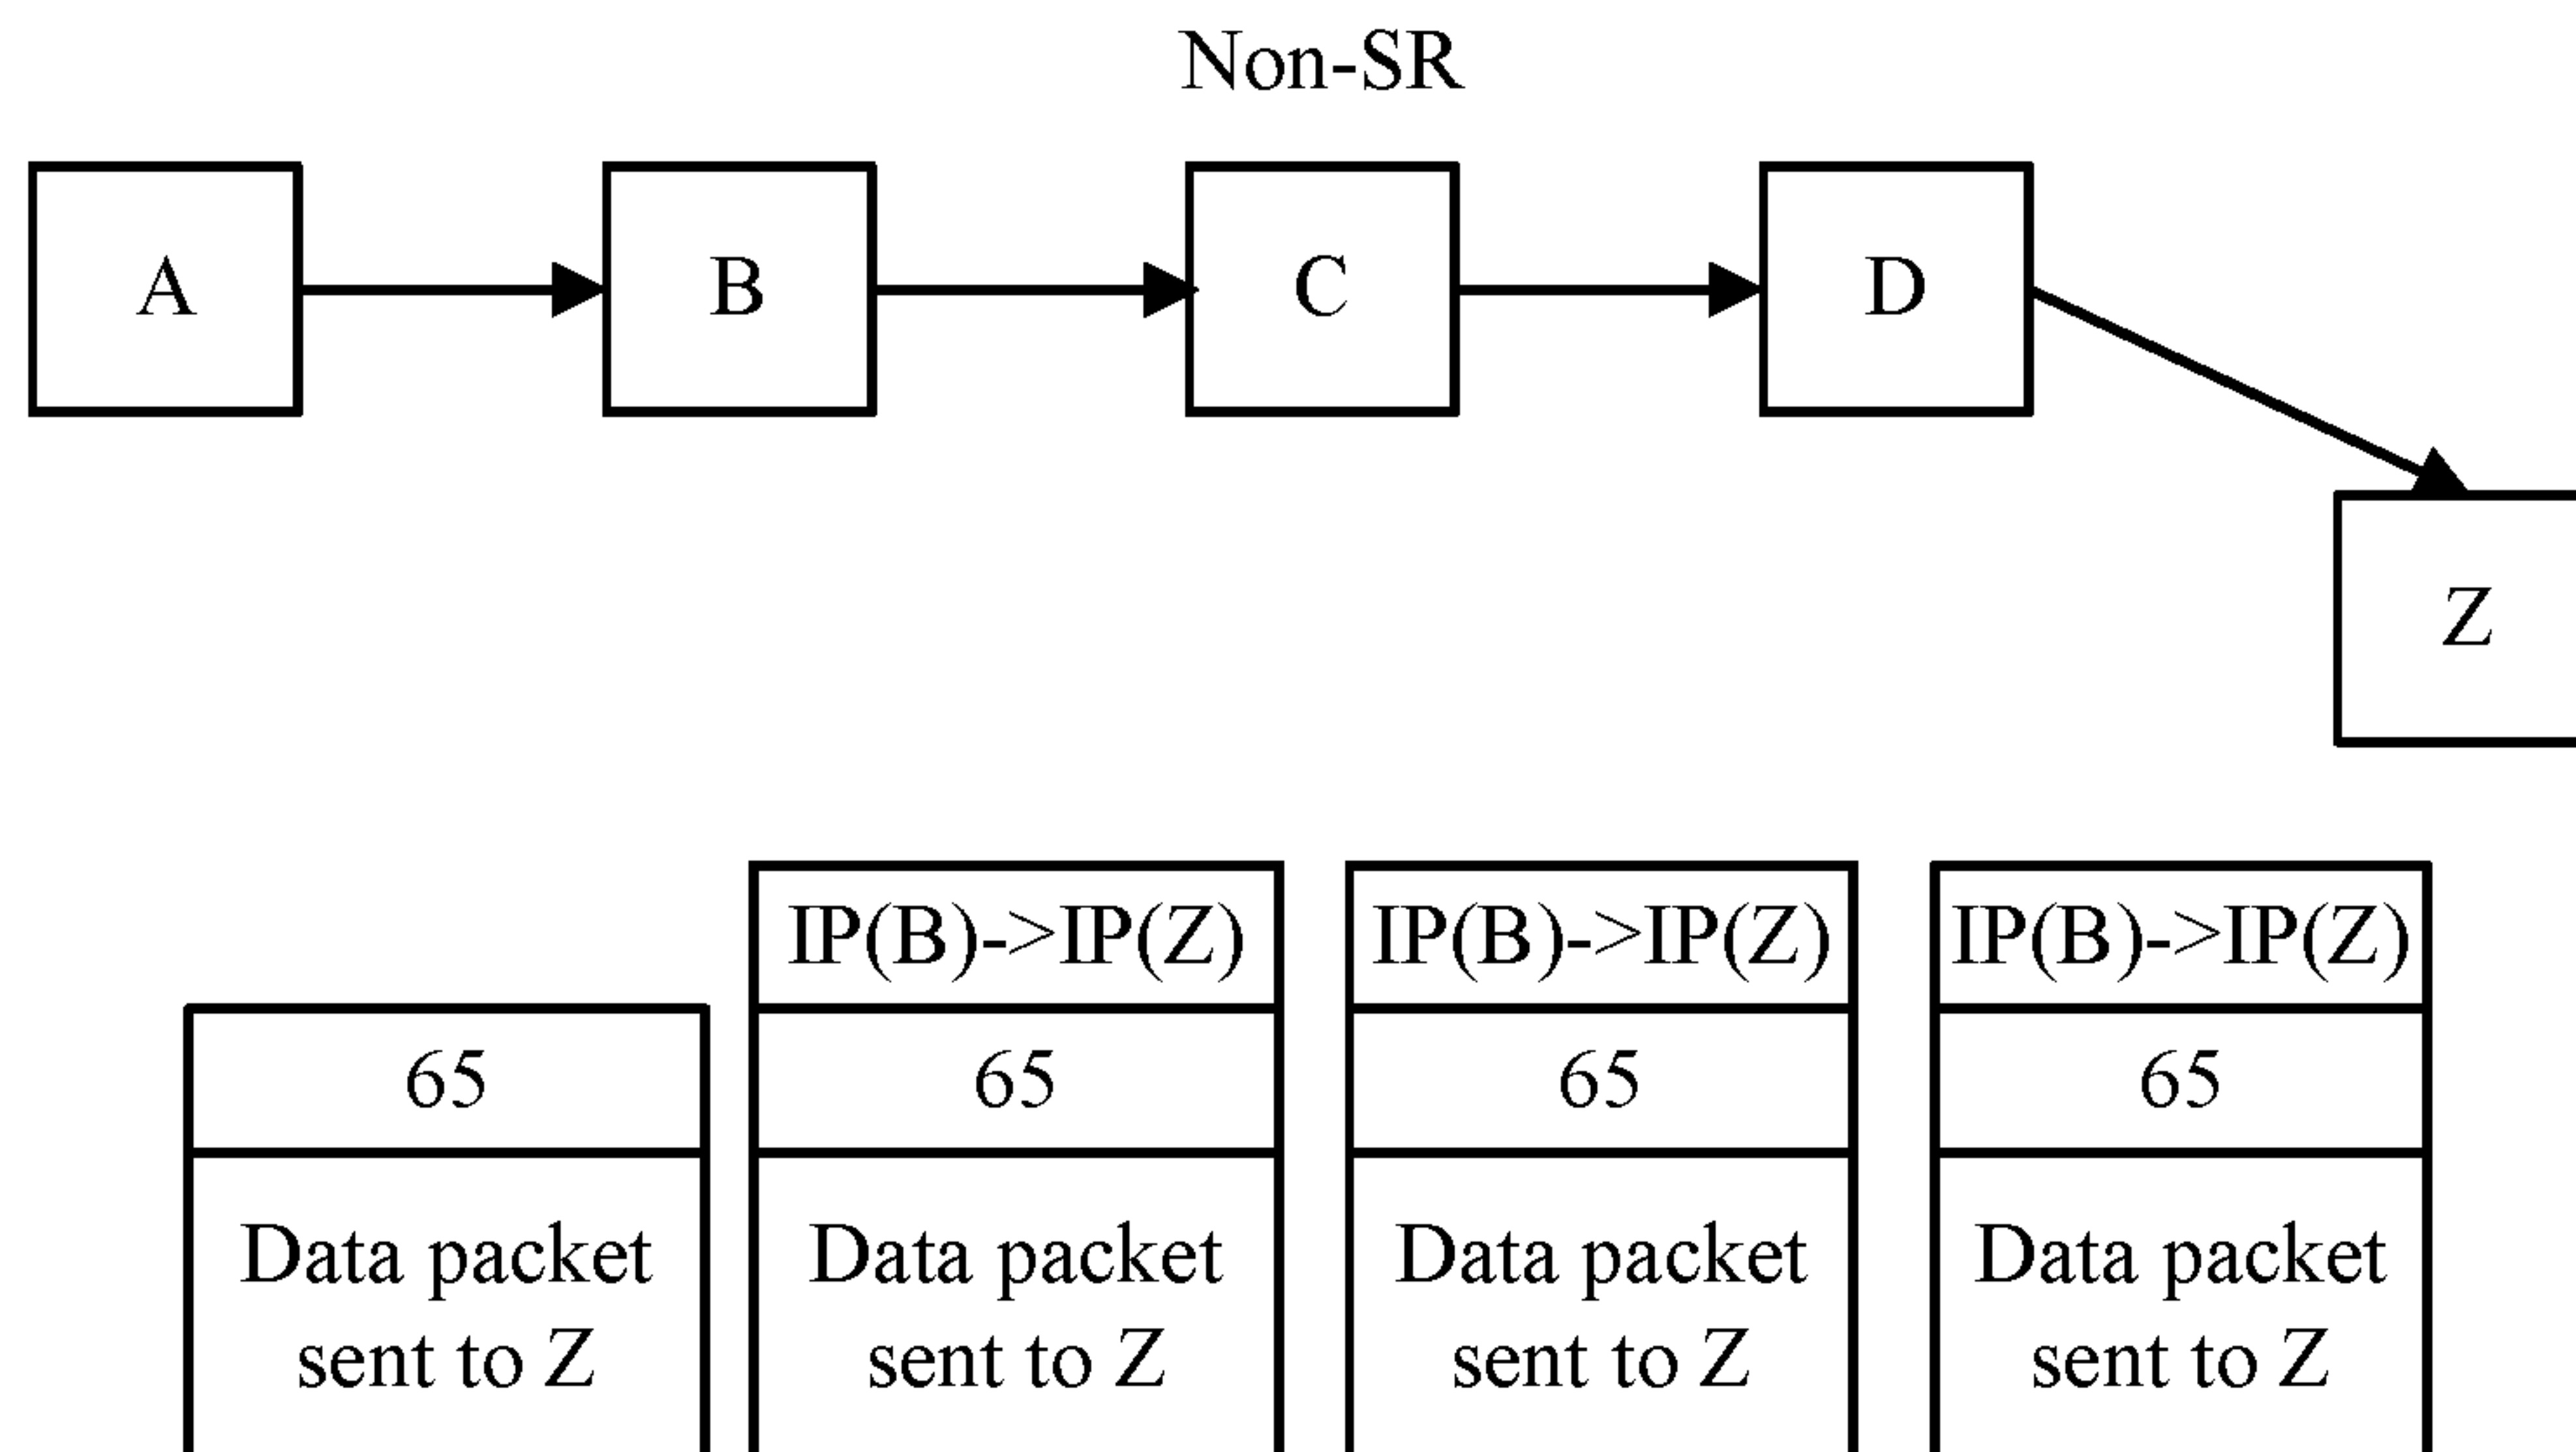 Non-SR
A
B
C
D
Z
IP(B)->IP(Z)
IP(B)->IP(Z)
IP(B)->IP(Z)
65
65
65
65
Data packet
sent to Z
Data packet
sent to Z
Data packet
sent to Z
Data packet
sent to Z